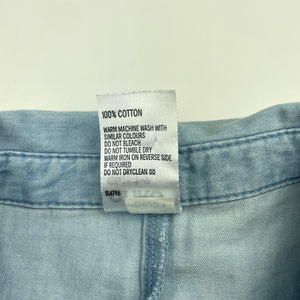 100% COTTON
WARM MACHINE WASH WITH
SIMILAR COLOURS
DO NOT BLEACH
DO NOT TUMBLE DRY
WARM IRON ON REVERSE SIDE
IF REQUIRED
DO NOT DRYCLEAN